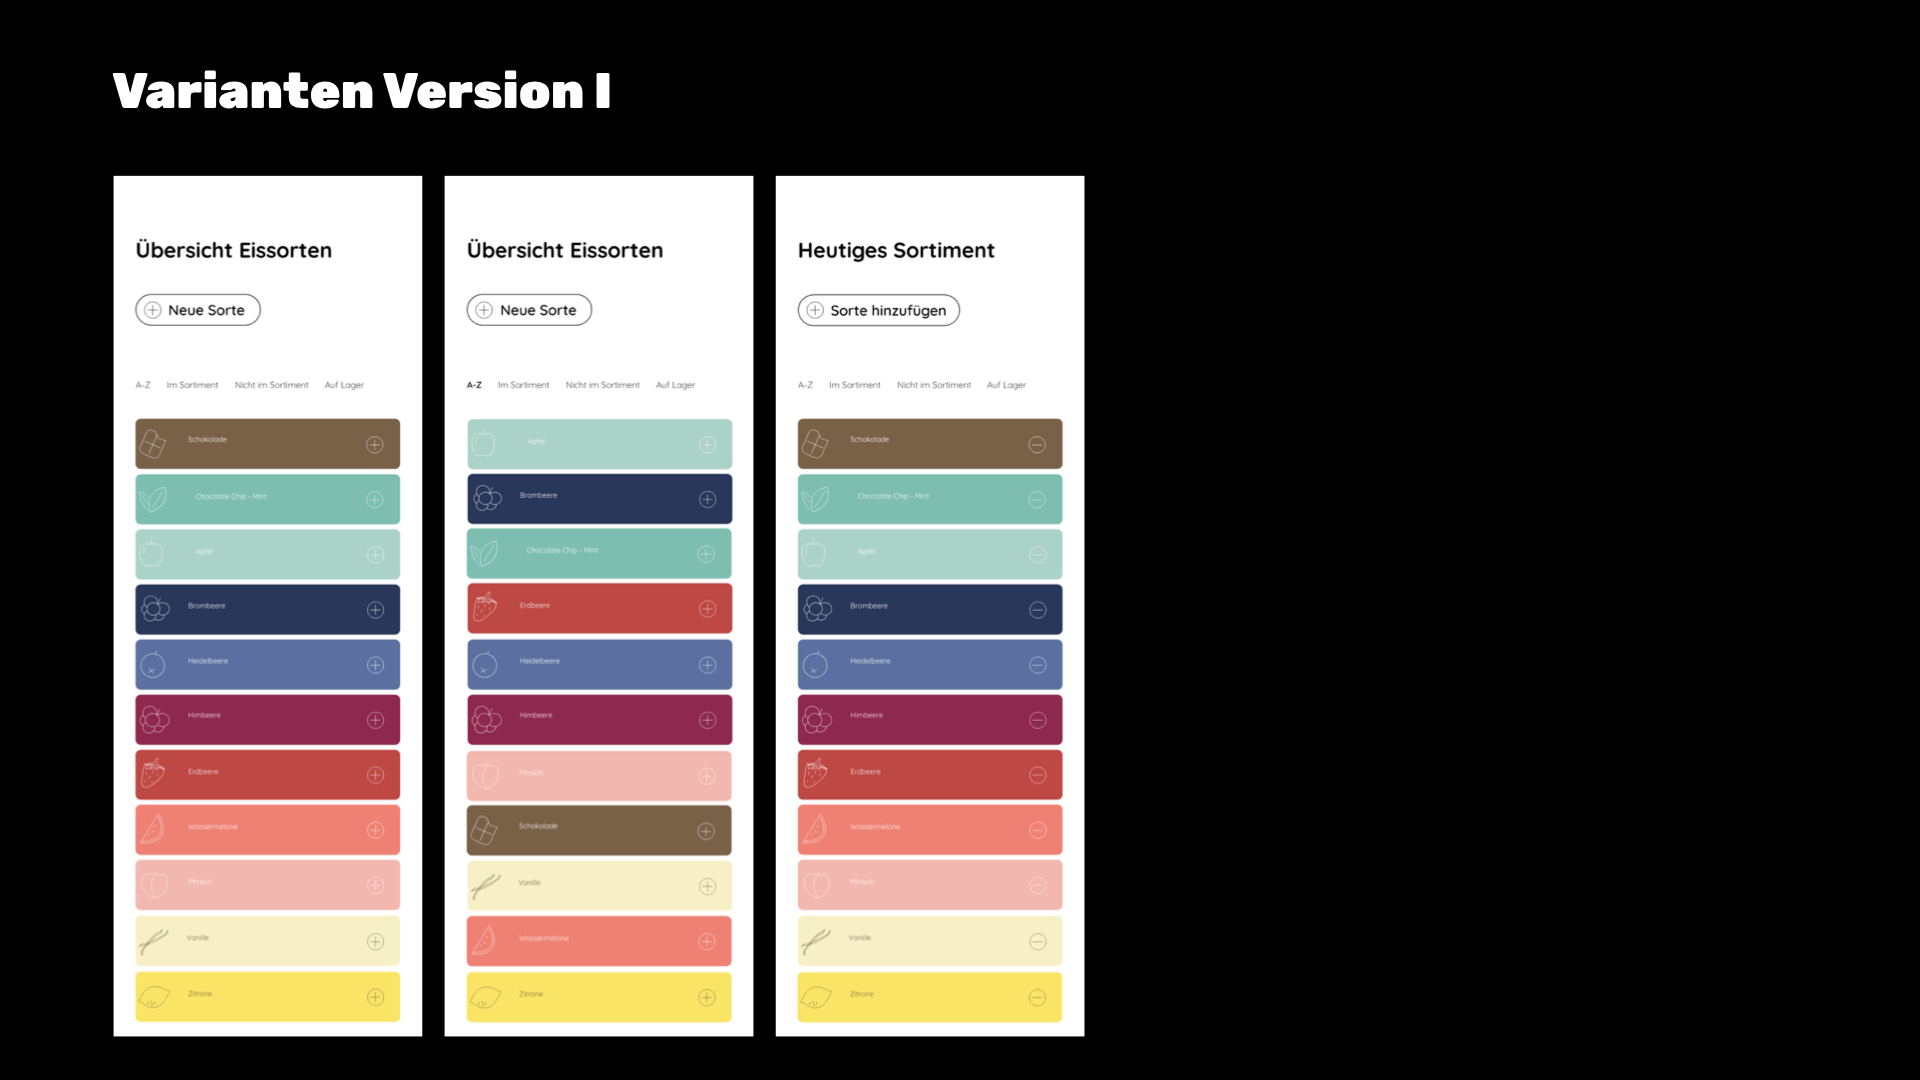 Varianten Version I
Übersicht Eissorten
Neue Sorte
A-Z Im Sortiment Nicht im Sortiment Auf Lager
Schokolade
Chocolate Chip - Mint
Apfel
Brombeere
Heidelbeere
Himbeere
Erdbeere
Wassermelone
Pfirsich
Vanille
Zitrone
Übersicht Eissorten
Neue Sorte
A-Z Im Sortiment Nicht im Sortiment Auf Lager
Apfel
Brombeere
Chocolate Chip - Mint
Erdbeere
Heidelbeere
Himbeere
Pfirsich
Schokolade
Vanille
Wassermelone
Zitrone
Heutiges Sortiment
Sorte hinzufügen
A-Z Im Sortiment Nicht im Sortiment Auf Lager
Schokolade
Chocolate Chip - Mint
Apfel
Brombeere
Heidelbeere
Himbeere
Erdbeere
Wassermelone
Pfirsich
Vanille
Zitrone